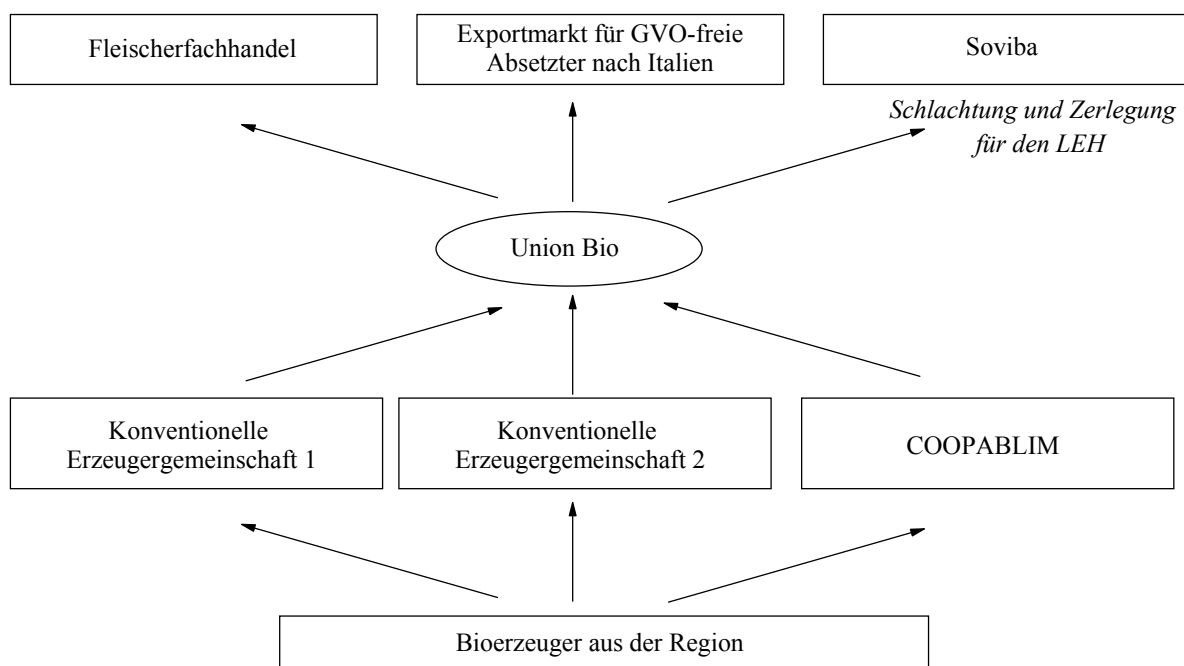 Fleischerfachhandel
Exportmarkt für GVO-freie
Absetzter nach Italien
Soviba
Schlachtung und Zerlegung
für den LEH
Union Bio
Konventionelle
Erzeugergemeinschaft 1
Konventionelle
Erzeugergemeinschaft 2
COOPABLIM
Bioerzeuger aus der Region